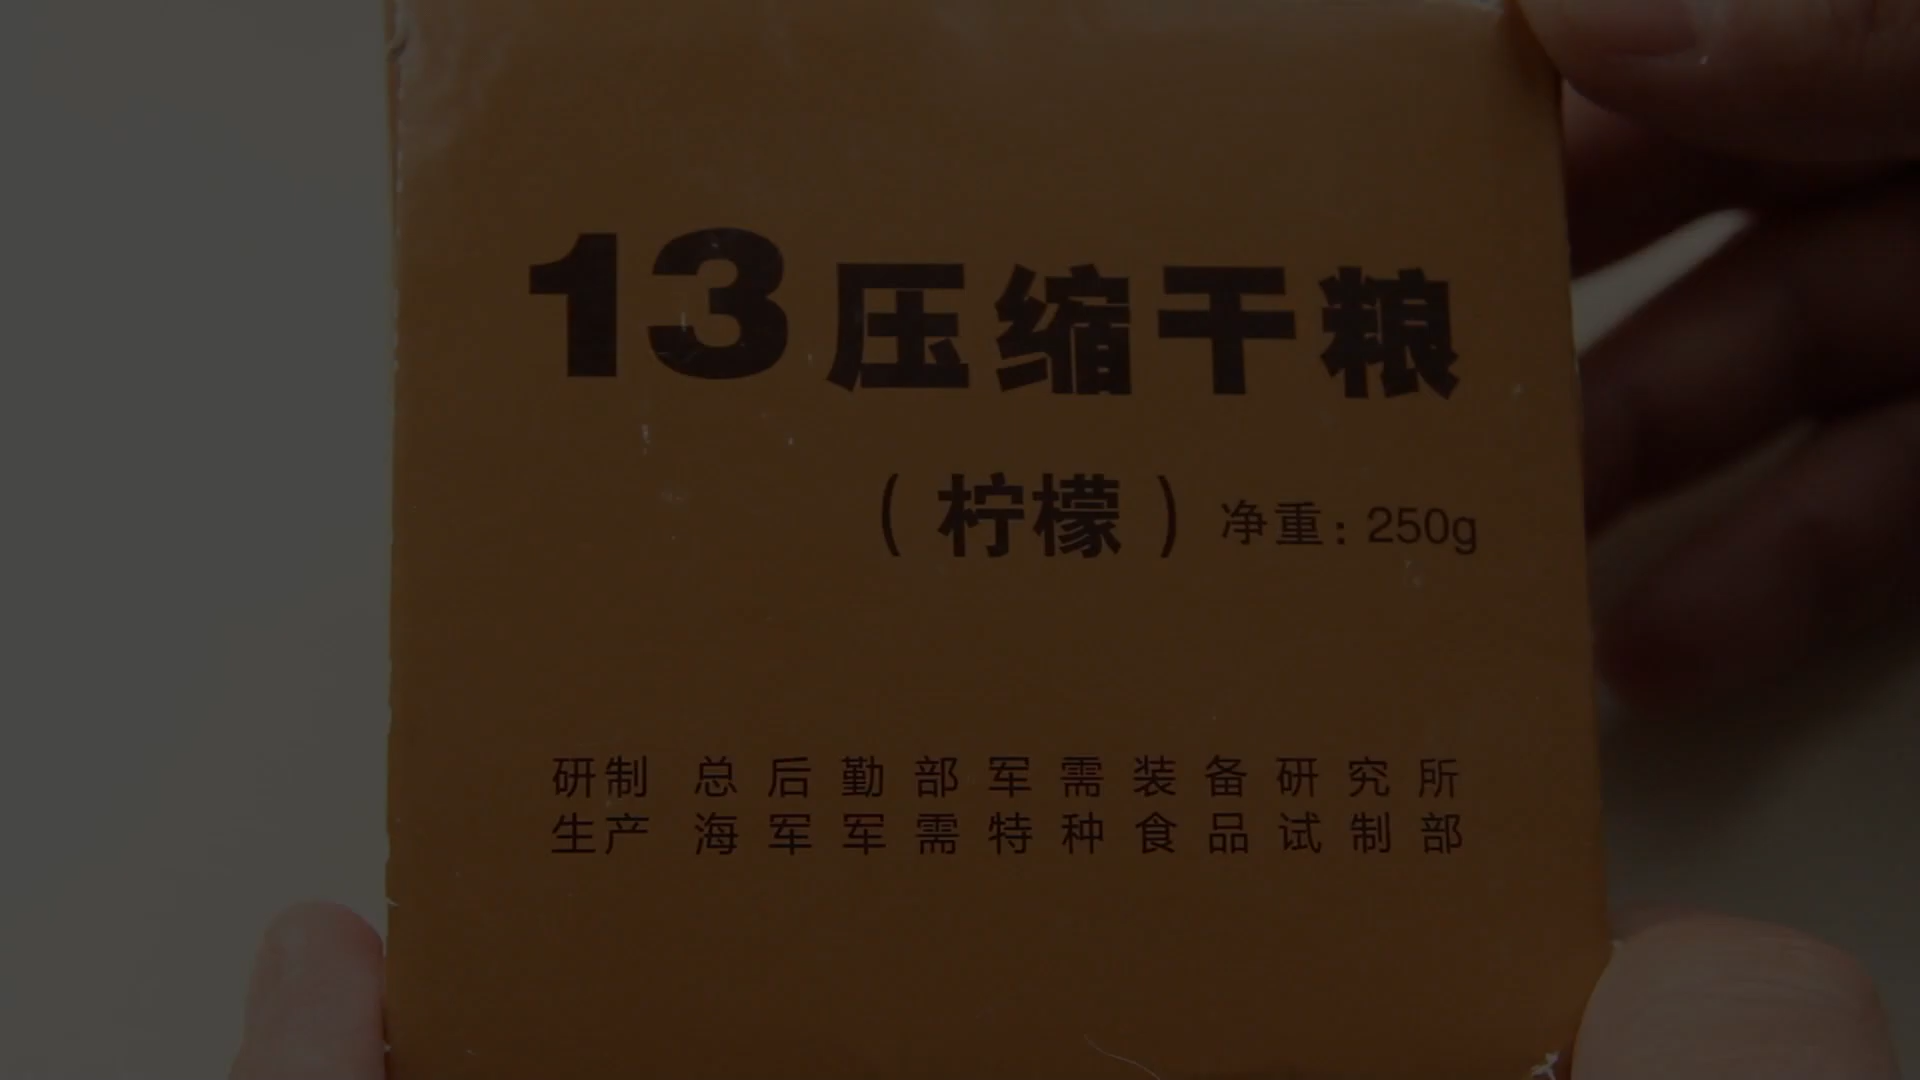 13压缩干粮
（柠檬）净重：250g
研制 总后勤部军需装备研究所
生产 海军军需特种食品试制部